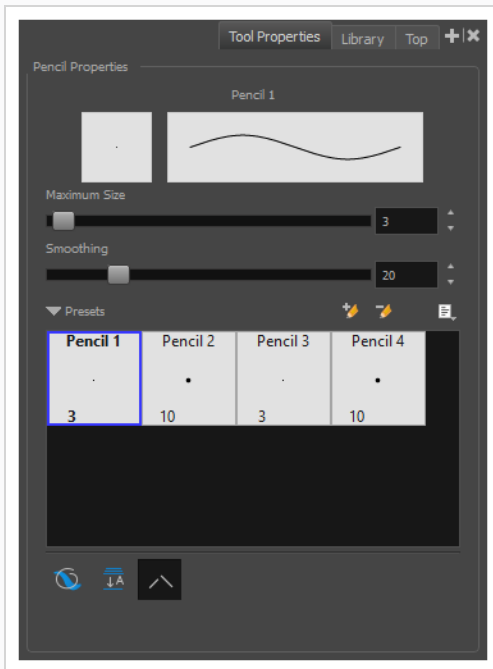 Tool Properties Library Top
Pencil Properties
Pencil 1
Maximum Size
3
Smoothing
20
Presets
Pencil 1 Pencil 2 Pencil 3 Pencil 4
3 10 3 10
A